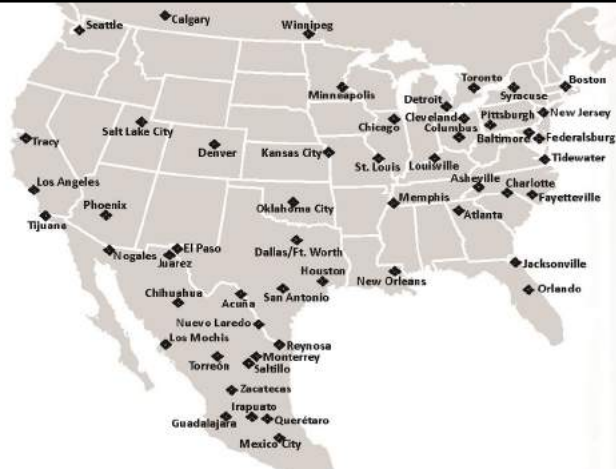 Calgary
Seattle
Winnipeg
Toronto
Boston
Minneapolis
Syracuse
Detroit
Cleveland
Pittsburgh
New Jersey
Chicago
Columbus
Baltimore
Federalsburg
Salt Lake City
Tracy
Denver
Kansas City
St. Louis
Louisville
Tidewater
Asheville
Los Angeles
Charlotte
Phoenix
Oklahoma City
Memphis
Fayetteville
Tijuana
Atlanta
El Paso
Nogales
Juarez
Dallas/Ft. Worth
Jacksonville
Houston
New Orleans
Chihuahua
San Antonio
Orlando
Acuña
Nuevo Laredo
Los Mochis
Reynosa
Monterrey
Torreón
Saltillo
Zacatecas
Irapuato
Guadalajara
Querétaro
Mexico City